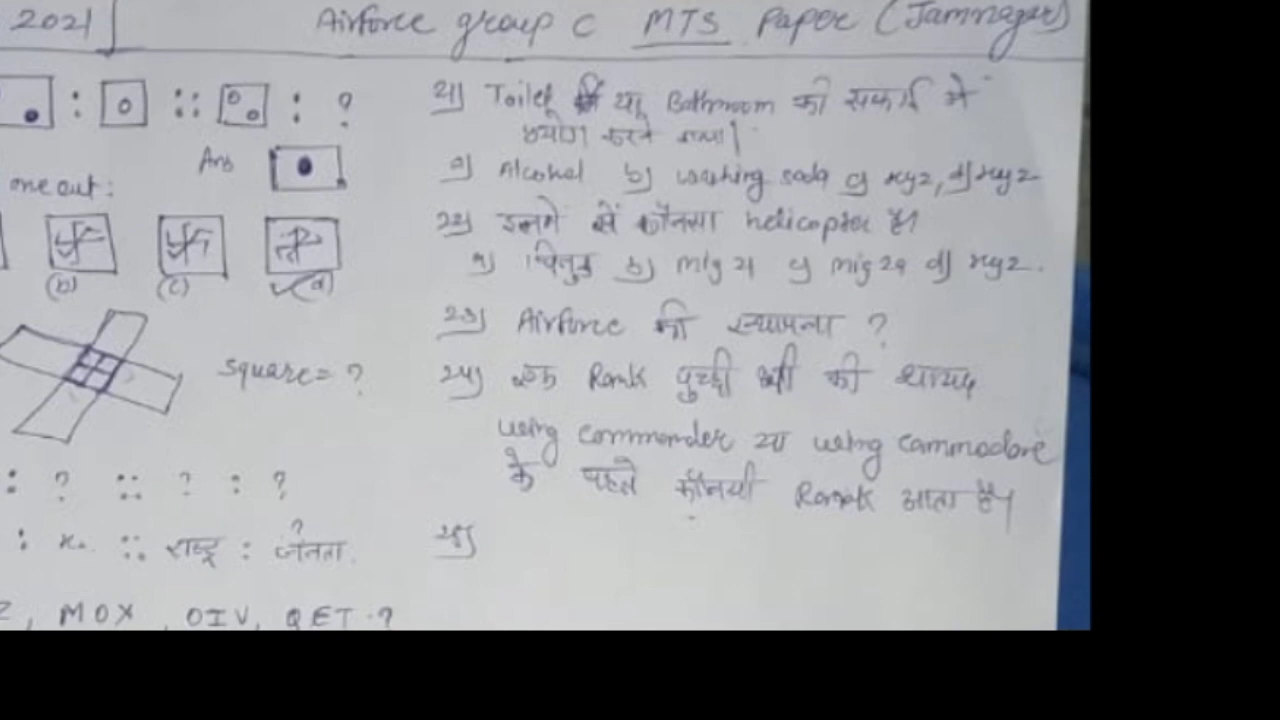 2021 Airforce group C MTS Paper (Jamnagar)
: :: : ?
Ans
one out:
(b) (c) (d)
square = ?
: ? :: ? : ?
: x. :: राष्ट्र : जनता. ?
Z, MOX, OIV, QET. ?
21) Toilet या Bathroom की सफाई में
प्रयोग करते
a) Alcohol b) washing soda c) xyz, d) xyz
22) इनमे से कौनसा helicopter है।
a) b) mig 21 c) mig 29 d) xyz.
23) Airforce की स्थापना ?
24) एक Rank पुच्छी थी की शायद
wing commander या wing commodore
के पहले कौनसी Rank आता है।
25)